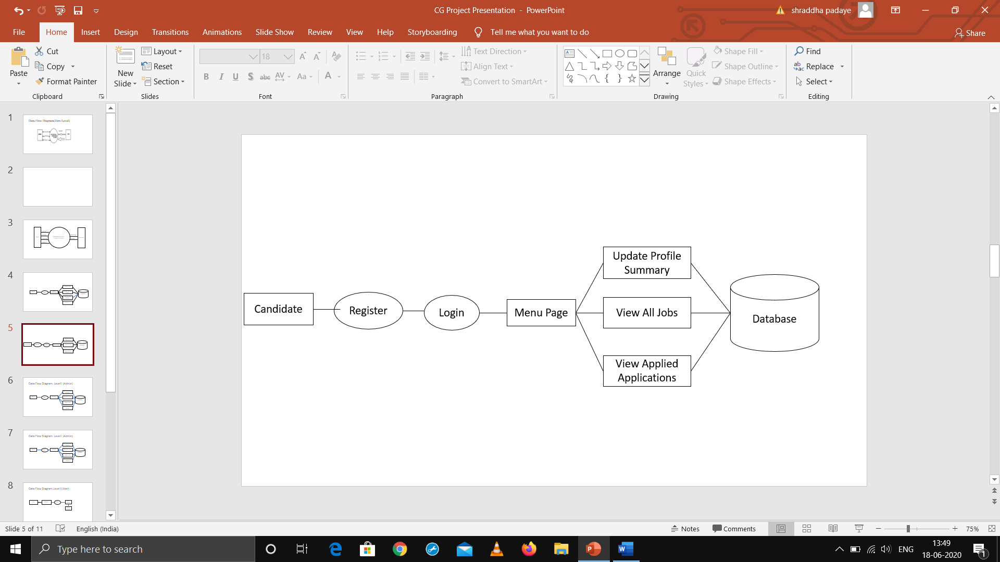 CG Project Presentation - PowerPoint
shraddha padaye
File Home Insert Design Transitions Animations Slide Show Review View Help Storyboarding Tell me what you want to do
Share
Paste
Cut
Copy
Format Painter
Clipboard
New
Slide
Layout
Reset
Section
Slides
18
B I U S abc AV Aa A
Font
Text Direction
Align Text
Convert to SmartArt
Paragraph
Arrange
Quick
Styles
Shape Fill
Shape Outline
Shape Effects
Drawing
Find
Replace
Select
Editing
1
Data Flow Diagram(Zero Level)
2
3
4
5
6
Data Flow Diagram Level1 (Admin)
7
Data Flow Diagram Level1 (Admin)
8
Data Flow Diagram Level1(User)
Candidate
Register
Login
Menu Page
Update Profile
Summary
View All Jobs
View Applied
Applications
Database
Slide 5 of 11
English (India)
Notes
Comments
75%
Type here to search
ENG
13:49
18-06-2020
1